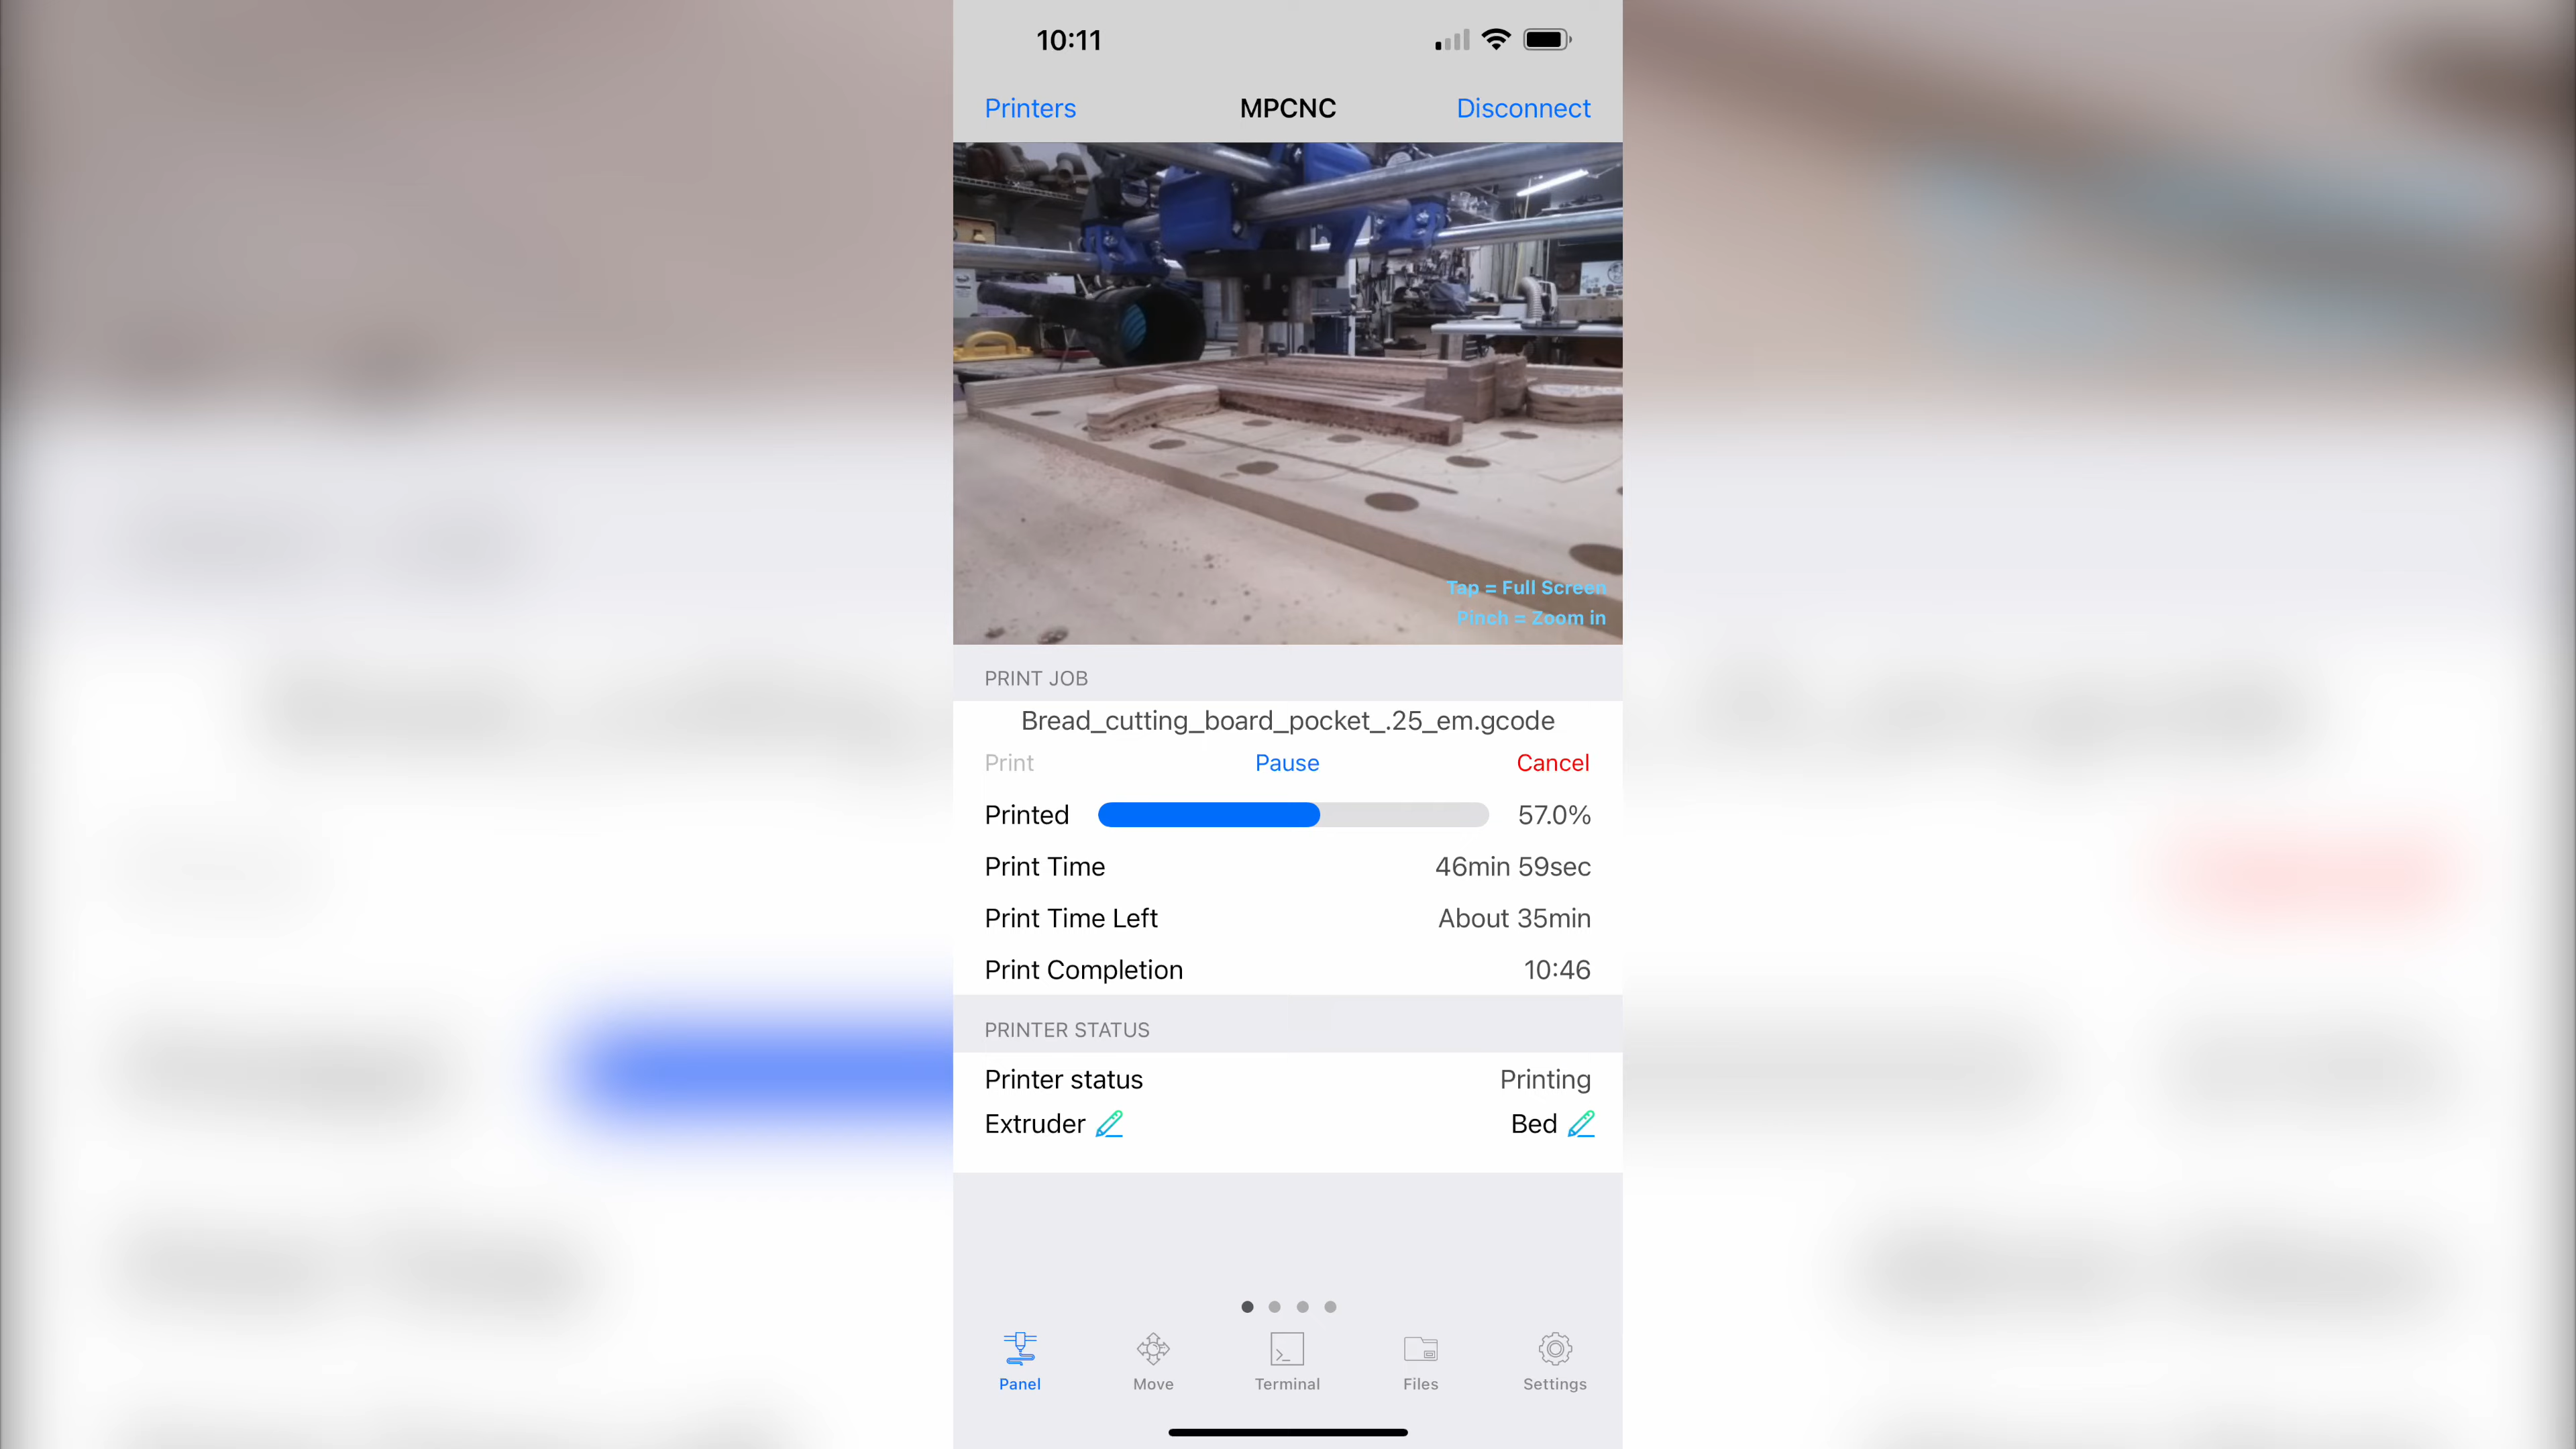 10:11
Printers MPCNC Disconnect
Tap = Full Screen
Pinch = Zoom in
PRINT JOB
Bread_cutting_board_pocket_.25_em.gcode
Print Pause Cancel
Printed 57.0%
Print Time 46min 59sec
Print Time Left About 35min
Print Completion 10:46
PRINTER STATUS
Printer status Printing
Extruder Bed
Panel Move Terminal Files Settings